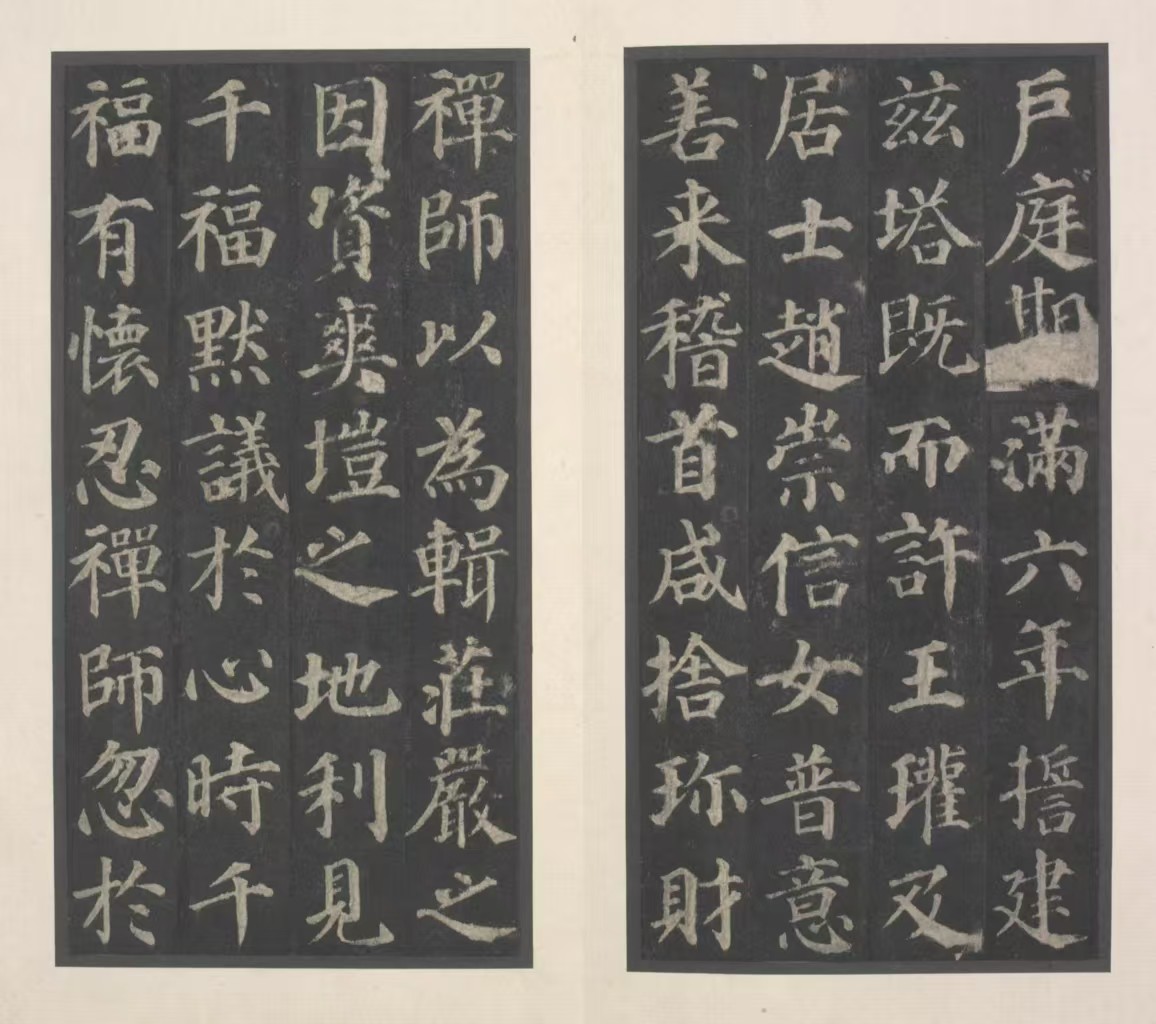 戶庭期滿六年誓建
茲塔既而許王瓘及
居士趙崇信女普意
善来稽首咸捨珎財
禪師以為輯莊嚴之
因資爽塏之地利見
千福默議於心時千
福有懷忍禪師忽於